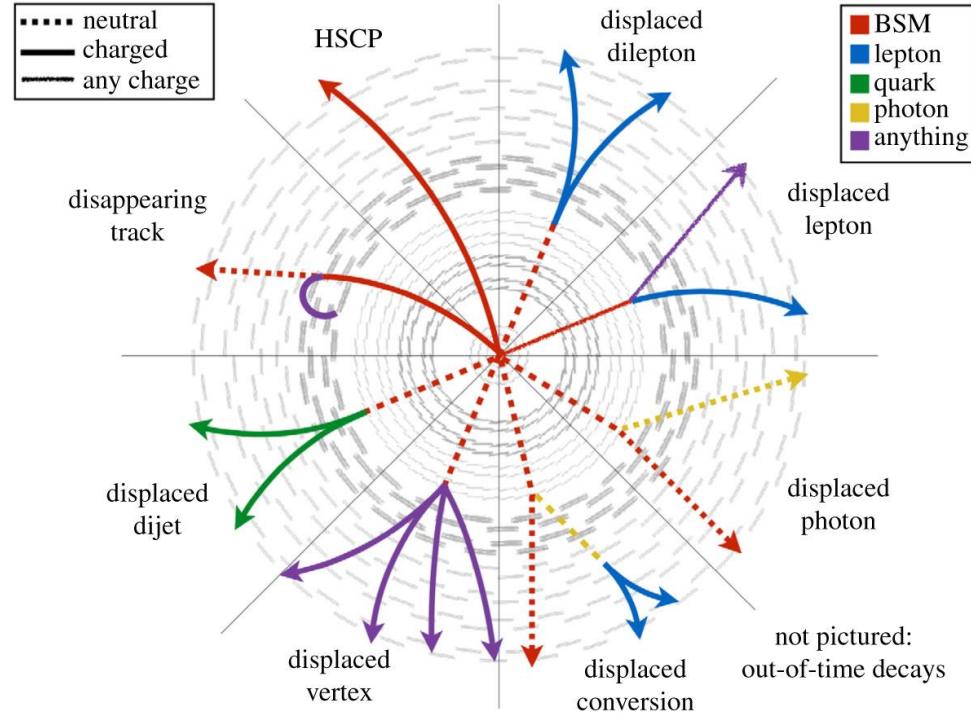 neutral
charged
any charge
HSCP
displaced
dilepton
BSM
lepton
quark
photon
anything
disappearing
track
displaced
lepton
displaced
dijet
displaced
photon
displaced
vertex
displaced
conversion
not pictured:
out-of-time decays